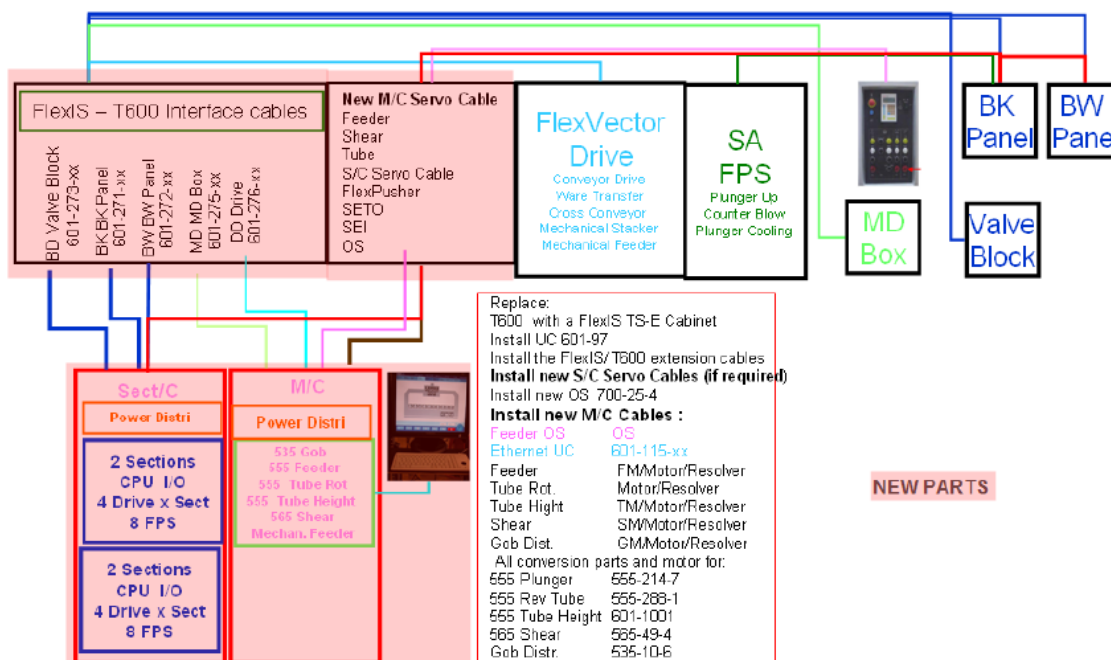 FlexIS – T600 Interface cables
BD Valve Block
601-273-xx
BK BK Panel
601-271-xx
BW BW Panel
601-272-xx
MD MD Box
601-275-xx
DD Drive
601-276-xx
New M/C Servo Cable
Feeder
Shear
Tube
S/C Servo Cable
FlexPusher
SETO
SEI
OS
FlexVector
Drive
Conveyor Drive
Ware Transfer
Cross Conveyor
Mechanical Stacker
Mechanical Feeder
SA
FPS
Plunger Up
Counter Blow
Plunger Cooling
MD
Box
BK
Panel
BW
Panel
Valve
Block
Sect/C
Power Distri
2 Sections
CPU I/O
4 Drive x Sect
8 FPS
2 Sections
CPU I/O
4 Drive x Sect
8 FPS
M/C
Power Distri
535 Gob
555 Feeder
555 Tube Rot
555 Tube Height
565 Shear
Mechan. Feeder
Replace:
T600 with a FlexIS TS-E Cabinet
Install UC 601-97
Install the FlexIS/T600 extension cables
Install new S/C Servo Cables (if required)
Install new OS 700-25-4
Install new M/C Cables :
Feeder OS OS
Ethernet UC 601-115-xx
Feeder FM/Motor/Resolver
Tube Rot. Motor/Resolver
Tube Hight TM/Motor/Resolver
Shear SM/Motor/Resolver
Gob Dist. GM/Motor/Resolver
All conversion parts and motor for:
555 Plunger 555-214-7
555 Rev Tube 555-288-1
555 Tube Height 601-1001
565 Shear 565-49-4
Gob Distr. 535-10-6
NEW PARTS